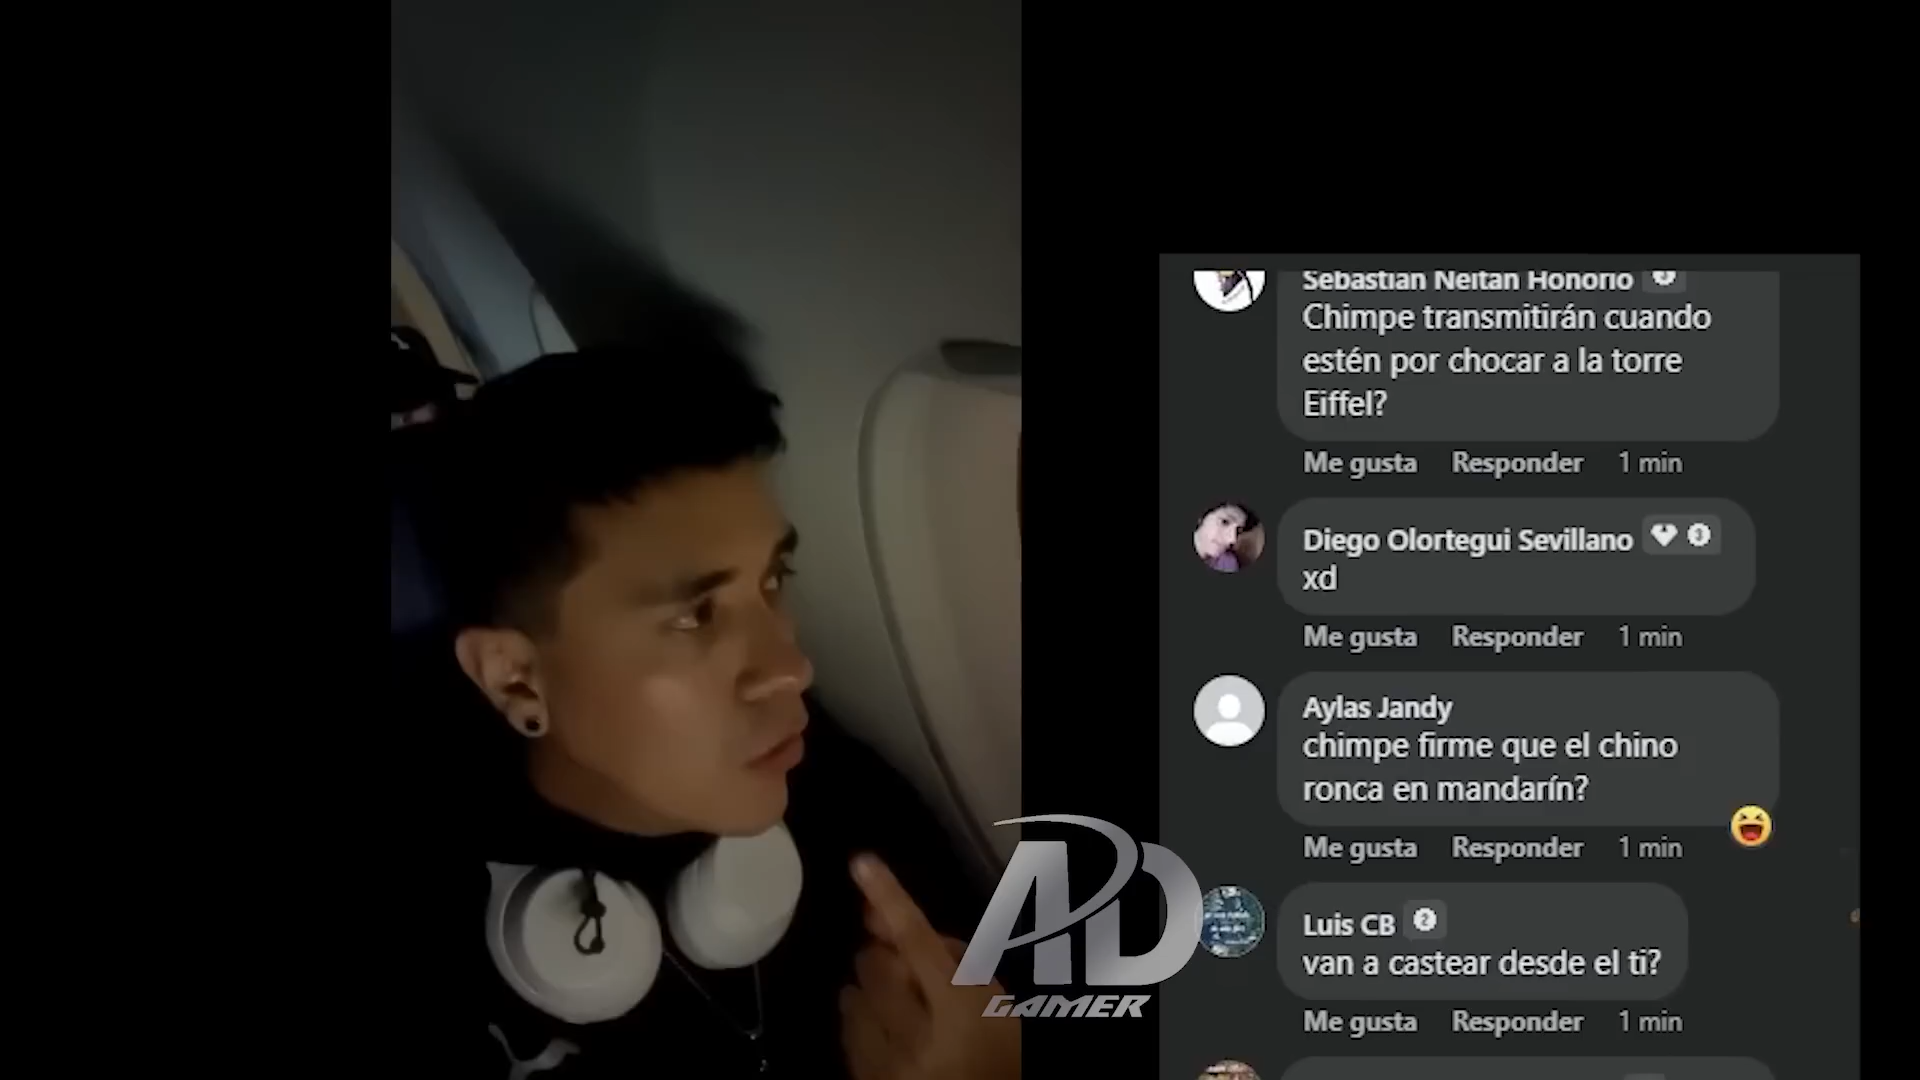 Sebastian Neitan Honorio
Chimpe transmitirán cuando
estén por chocar a la torre
Eiffel?
Me gusta Responder 1 min
Diego Olortegui Sevillano
xd
Me gusta Responder 1 min
Aylas Jandy
chimpe firme que el chino
ronca en mandarín?
Me gusta Responder 1 min
Luis CB 2
van a castear desde el ti?
Me gusta Responder 1 min
AD
GAMER